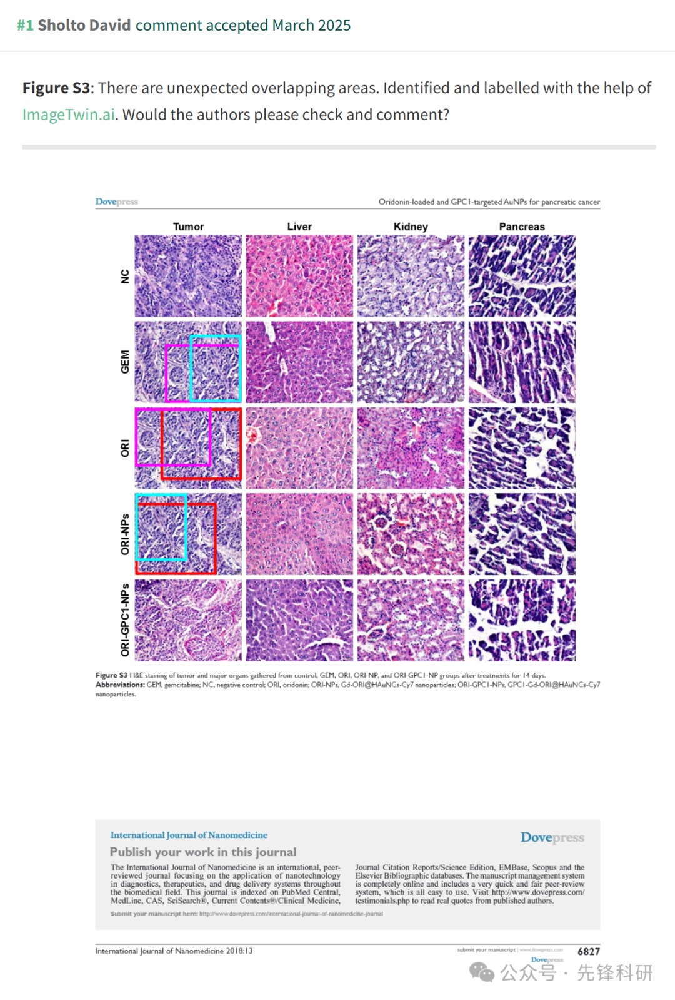 #1 Sholto David comment accepted March 2025
Figure S3: There are unexpected overlapping areas. Identified and labelled with the help of
ImageTwin.ai. Would the authors please check and comment?
Dovepress
Oridonin-loaded and GPC1-targeted AuNPs for pancreatic cancer
Tumor Liver Kidney Pancreas
NC
GEM
ORI
ORI-NPs
ORI-GPC1-NPs
Figure S3 H&E staining of tumor and major organs gathered from control, GEM, ORI, ORI-NP, and ORI-GPC1-NP groups after treatments for 14 days.
Abbreviations: GEM, gemcitabine; NC, negative control; ORI, oridonin; ORI-NPs, Gd-ORI@HAuNCs-Cy7 nanoparticles; ORI-GPC1-NPs, GPC1-Gd-ORI@HAuNCs-Cy7
nanoparticles.
International Journal of Nanomedicine
Dovepress
Publish your work in this journal
The International Journal of Nanomedicine is an international, peer-
reviewed journal focusing on the application of nanotechnology
in diagnostics, therapeutics, and drug delivery systems throughout
the biomedical field. This journal is indexed on PubMed Central,
MedLine, CAS, SciSearch®, Current Contents®/Clinical Medicine,
Journal Citation Reports/Science Edition, EMBase, Scopus and the
Elsevier Bibliographic databases. The manuscript management system
is completely online and includes a very quick and fair peer-review
system, which is all easy to use. Visit http://www.dovepress.com/
testimonials.php to read real quotes from published authors.
Submit your manuscript here: http://www.dovepress.com/international-journal-of-nanomedicine-journal
International Journal of Nanomedicine 2018:13
submit your manuscript | www.dovepress.com
6827
Dovepress
公众号 · 先锋科研